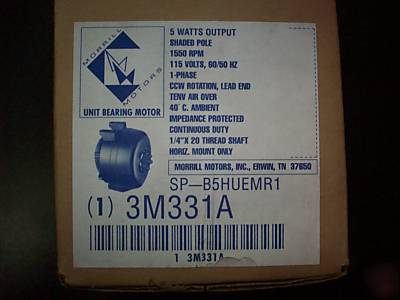 MORRILL
MOTORS
UNIT BEARING MOTOR
5 WATTS OUTPUT
SHADED POLE
1550 RPM
115 VOLTS, 60/50 HZ
1-PHASE
CCW ROTATION, LEAD END
TENV AIR OVER
40° C. AMBIENT
IMPEDANCE PROTECTED
CONTINUOUS DUTY
1/4"X 20 THREAD SHAFT
HORIZ. MOUNT ONLY
MORRILL MOTORS, INC., ERWIN, TN 37650
SP-B5HUEMR1
(1) 3M331A
1 3M331A